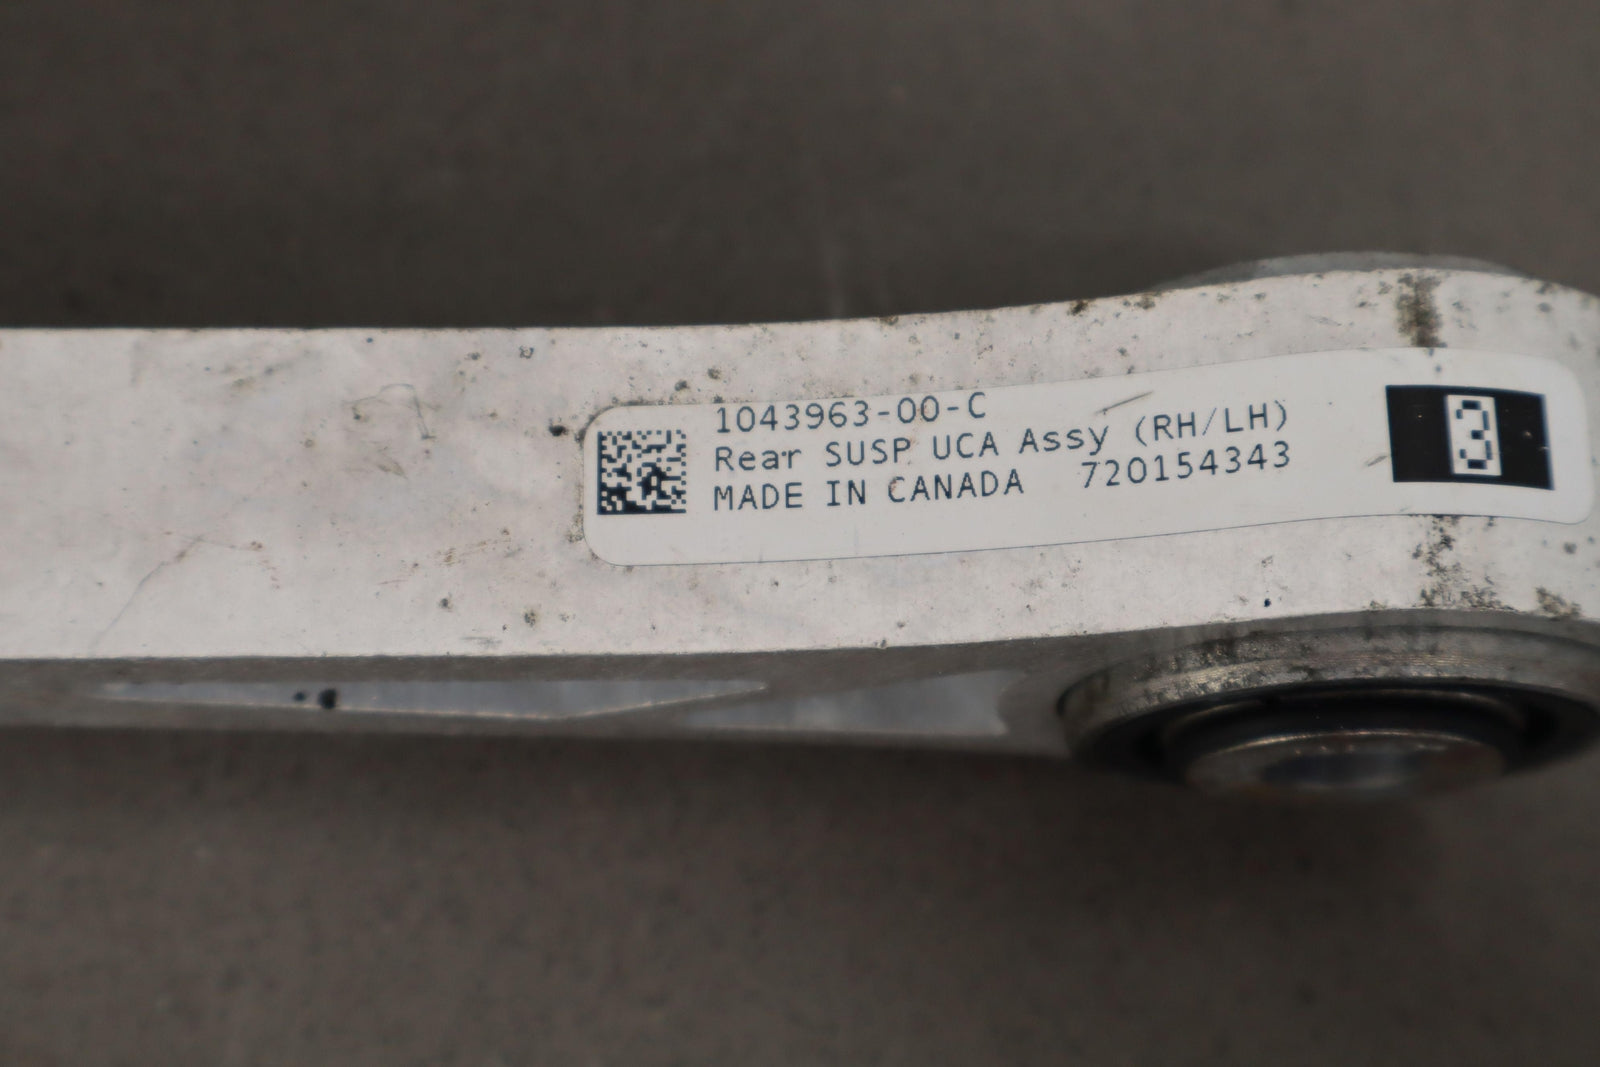 1043963-00-C
Rear SUSP UCA Assy (RH/LH)
MADE IN CANADA 720154343
3